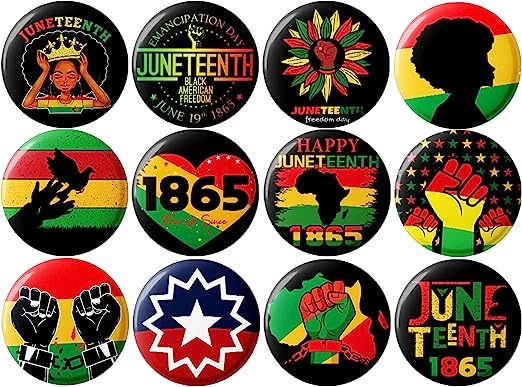 JUNETEENTH
EMANCIPATION DAY
JUNETEENTH
BLACK
AMERICAN
FREEDOM
JUNE 19th 1865
JUNETEENTH
freedom day
1865
Free-ish Since
HAPPY
JUNETEENTH
1865
JUNE
TEENTH
1865